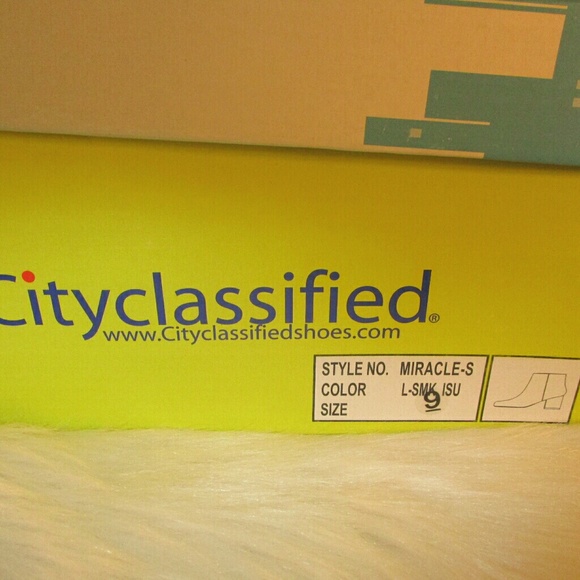 Cityclassified®
www.Cityclassifiedshoes.com
STYLE NO. MIRACLE-S
COLOR L-SMK ISU
SIZE 9